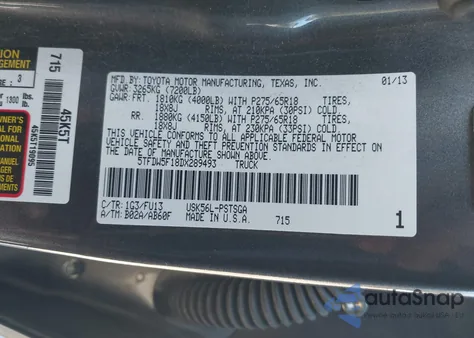 MFD. BY: TOYOTA MOTOR MANUFACTURING, TEXAS, INC. 01/13
GVWR: 3265KG (7200LB)
GAWR: FRT. 1810KG (4000LB) WITH P275/65R18 TIRES,
18X8J RIMS, AT 210KPA (30PSI) COLD
RR. 1880KG (4150LB) WITH P275/65R18 TIRES,
18X8J RIMS, AT 230KPA (33PSI) COLD
THIS VEHICLE CONFORMS TO ALL APPLICABLE FEDERAL MOTOR
VEHICLE SAFETY AND THEFT PREVENTION STANDARDS IN EFFECT
ON THE DATE OF MANUFACTURE SHOWN ABOVE.
5TFDW5F18DX289493 TRUCK
C/TR: 1G3/FU13 USK56L-PSTSGA
A/TM: B02A/AB60F MADE IN U.S.A. 715 1
715
45K5T
lbs.
lbs.
autoSnap